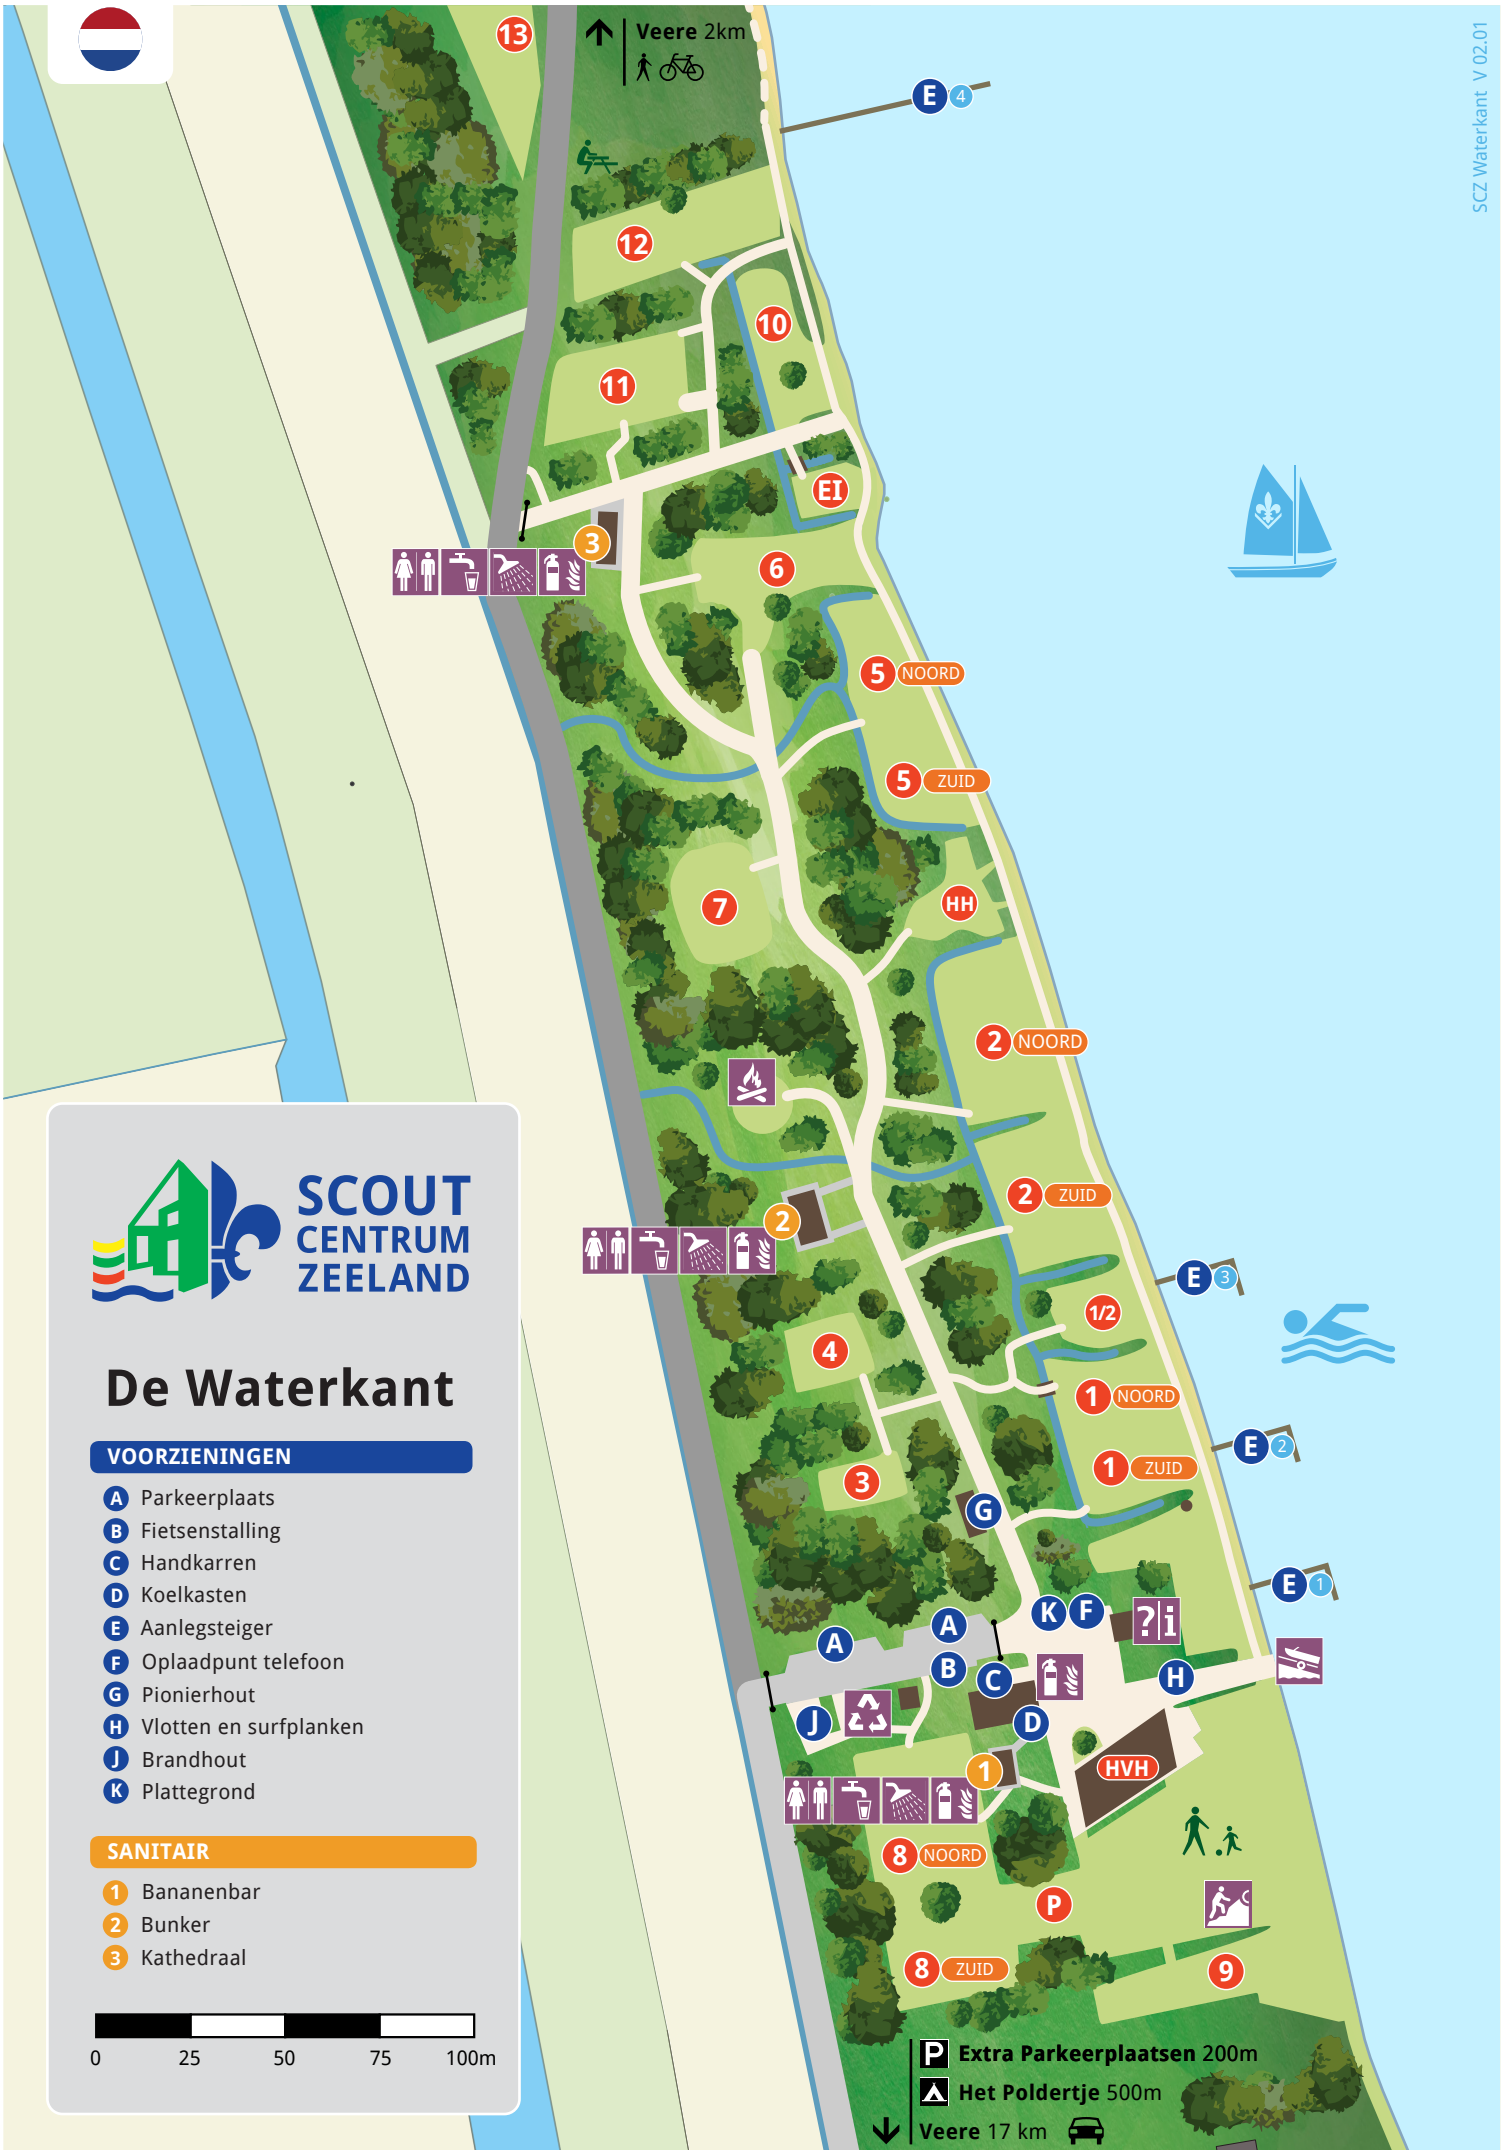 13
Veere 2km
E 4
SCZ Waterkant V 02.01
12
10
11
EI
3
6
5 NOORD
5 ZUID
7
HH
2 NOORD
2 ZUID
2
E 3
1/2
4
1 NOORD
E 2
1 ZUID
3
G
E 1
K F
?|i
A
A
B
C
H
J
D
1
HVH
8 NOORD
P
8 ZUID
9
P Extra Parkeerplaatsen 200m
Het Poldertje 500m
Veere 17 km
SCOUT
CENTRUM
ZEELAND
De Waterkant
VOORZIENINGEN
A Parkeerplaats
B Fietsenstalling
C Handkarren
D Koelkasten
E Aanlegsteiger
F Oplaadpunt telefoon
G Pionierhout
H Vlotten en surfplanken
J Brandhout
K Plattegrond
SANITAIR
1 Bananenbar
2 Bunker
3 Kathedraal
0 25 50 75 100m